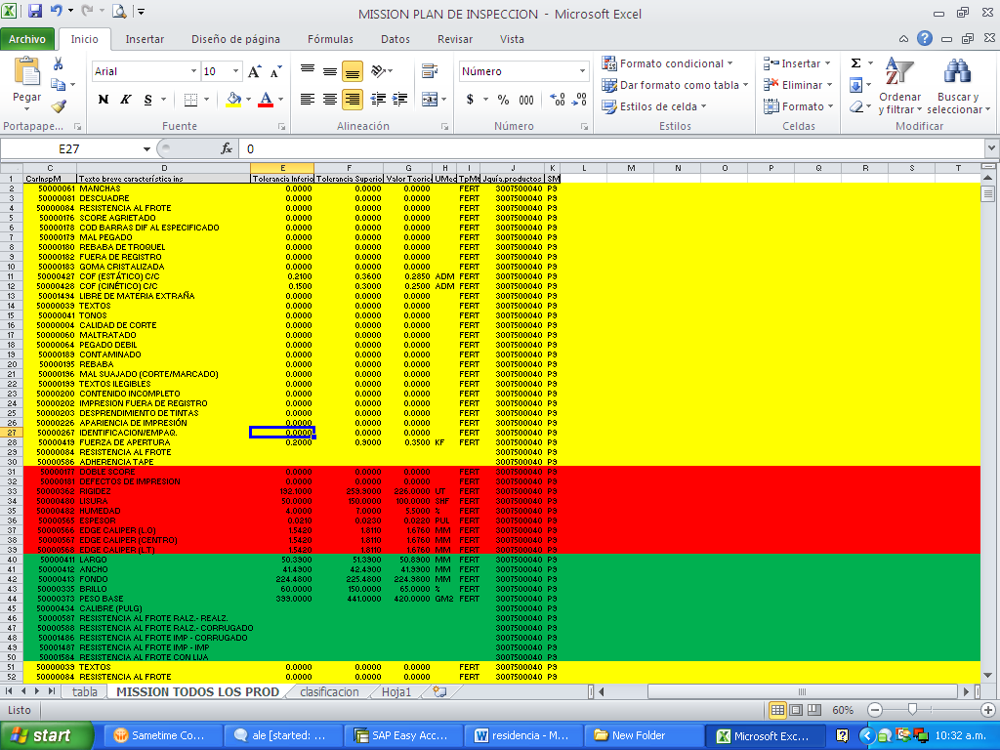 MISSION PLAN DE INSPECCION - Microsoft Excel
Archivo Inicio Insertar Diseño de página Fórmulas Datos Revisar Vista
Pegar
Arial 10
Número
Formato condicional
Dar formato como tabla
Estilos de celda
Insertar
Eliminar
Formato
Ordenar y filtrar
Buscar y seleccionar
Portapape... Fuente Alineación Número Estilos Celdas Modificar
E27 fx 0
C D E F G H I J K L M N O P Q R S T
1 CarInspM Texto breve característica ins Tolerancia Inferio Tolerancia Superio Valor Teorico UMed TpMt Jquía.productos SM
2 50000061 MANCHAS 0.0000 0.0000 0.0000 FERT 3007500040 P9
3 50000081 DESCUADRE 0.0000 0.0000 0.0000 FERT 3007500040 P9
4 50000084 RESISTENCIA AL FROTE 0.0000 0.0000 0.0000 FERT 3007500040 P9
5 50000176 SCORE AGRIETADO 0.0000 0.0000 0.0000 FERT 3007500040 P9
6 50000178 COD BARRAS DIF AL ESPECIFICADO 0.0000 0.0000 0.0000 FERT 3007500040 P9
7 50000179 MAL PEGADO 0.0000 0.0000 0.0000 FERT 3007500040 P9
8 50000180 REBABA DE TROQUEL 0.0000 0.0000 0.0000 FERT 3007500040 P9
9 50000182 FUERA DE REGISTRO 0.0000 0.0000 0.0000 FERT 3007500040 P9
10 50000183 GOMA CRISTALIZADA 0.0000 0.0000 0.0000 FERT 3007500040 P9
11 50000427 COF (ESTÁTICO) C/C 0.2100 0.3600 0.2850 ADM FERT 3007500040 P9
12 50000428 COF (CINÉTICO) C/C 0.1500 0.3000 0.2500 ADM FERT 3007500040 P9
13 50001494 LIBRE DE MATERIA EXTRAÑA 0.0000 0.0000 0.0000 FERT 3007500040 P9
14 50000039 TEXTOS 0.0000 0.0000 0.0000 FERT 3007500040 P9
15 50000041 TONOS 0.0000 0.0000 0.0000 FERT 3007500040 P9
16 50000004 CALIDAD DE CORTE 0.0000 0.0000 0.0000 FERT 3007500040 P9
17 50000060 MALTRATADO 0.0000 0.0000 0.0000 FERT 3007500040 P9
18 50000064 PEGADO DEBIL 0.0000 0.0000 0.0000 FERT 3007500040 P9
19 50000189 CONTAMINADO 0.0000 0.0000 0.0000 FERT 3007500040 P9
20 50000195 REBABA 0.0000 0.0000 0.0000 FERT 3007500040 P9
21 50000196 MAL SUAJADO (CORTE/MARCADO) 0.0000 0.0000 0.0000 FERT 3007500040 P9
22 50000199 TEXTOS ILEGIBLES 0.0000 0.0000 0.0000 FERT 3007500040 P9
23 50000200 CONTENIDO INCOMPLETO 0.0000 0.0000 0.0000 FERT 3007500040 P9
24 50000202 IMPRESION FUERA DE REGISTRO 0.0000 0.0000 0.0000 FERT 3007500040 P9
25 50000203 DESPRENDIMIENTO DE TINTAS 0.0000 0.0000 0.0000 FERT 3007500040 P9
26 50000226 APARIENCIA DE IMPRESIÓN 0.0000 0.0000 0.0000 FERT 3007500040 P9
27 50000267 IDENTIFICACION/EMPAQ. 0.0000 0.0000 0.0000 FERT 3007500040 P9
28 50000419 FUERZA DE APERTURA 0.2000 0.9000 0.3500 KF FERT 3007500040 P9
29 50000084 RESISTENCIA AL FROTE 3007500040 P9
30 50000586 ADHERENCIA TAPE 3007500040 P9
31 50000177 DOBLE SCORE 0.0000 0.0000 0.0000 FERT 3007500040 P9
32 50000181 DEFECTOS DE IMPRESION 0.0000 0.0000 0.0000 FERT 3007500040 P9
33 50000362 RIGIDEZ 192.1000 259.9000 226.0000 UT FERT 3007500040 P9
34 50000480 LISURA 50.0000 150.0000 100.0000 SHF FERT 3007500040 P9
35 50000482 HUMEDAD 4.0000 7.0000 5.5000 % FERT 3007500040 P9
36 50000565 ESPESOR 0.0210 0.0230 0.0220 PUL FERT 3007500040 P9
37 50000566 EDGE CALIPER (LO) 1.5420 1.8110 1.6760 MM FERT 3007500040 P9
38 50000567 EDGE CALIPER (CENTRO) 1.5420 1.8110 1.6760 MM FERT 3007500040 P9
39 50000568 EDGE CALIPER (LT) 1.5420 1.8110 1.6760 MM FERT 3007500040 P9
40 50000411 LARGO 50.3900 51.3900 50.8900 MM FERT 3007500040 P9
41 50000412 ANCHO 41.4900 42.4900 41.9900 MM FERT 3007500040 P9
42 50000413 FONDO 224.4800 225.4800 224.9800 MM FERT 3007500040 P9
43 50000335 BRILLO 60.0000 150.0000 65.0000 % FERT 3007500040 P9
44 50000373 PESO BASE 399.0000 441.0000 420.0000 GM2 FERT 3007500040 P9
45 50000434 CALIBRE (PULG) 3007500040 P9
46 50000587 RESISTENCIA AL FROTE RALZ.- REALZ. 3007500040 P9
47 50000588 RESISTENCIA AL FROTE RALZ.- CORRUGADO 3007500040 P9
48 50001486 RESISTENCIA AL FROTE IMP - CORRUGADO 3007500040 P9
49 50001487 RESISTENCIA AL FROTE IMP - IMP 3007500040 P9
50 50001584 RESISTENCIA AL FROTE CON LIJA 3007500040 P9
51 50000039 TEXTOS 0.0000 0.0000 0.0000 FERT 3007500040 P9
52 50000084 RESISTENCIA AL FROTE 0.0000 0.0000 0.0000 FERT 3007500040 P9
tabla MISSION TODOS LOS PROD clasificacion Hoja1
Listo 60%
start Sametime Co... ale [started: ... SAP Easy Acc... residencia - M... New Folder Microsoft Exc... 10:32 a.m.